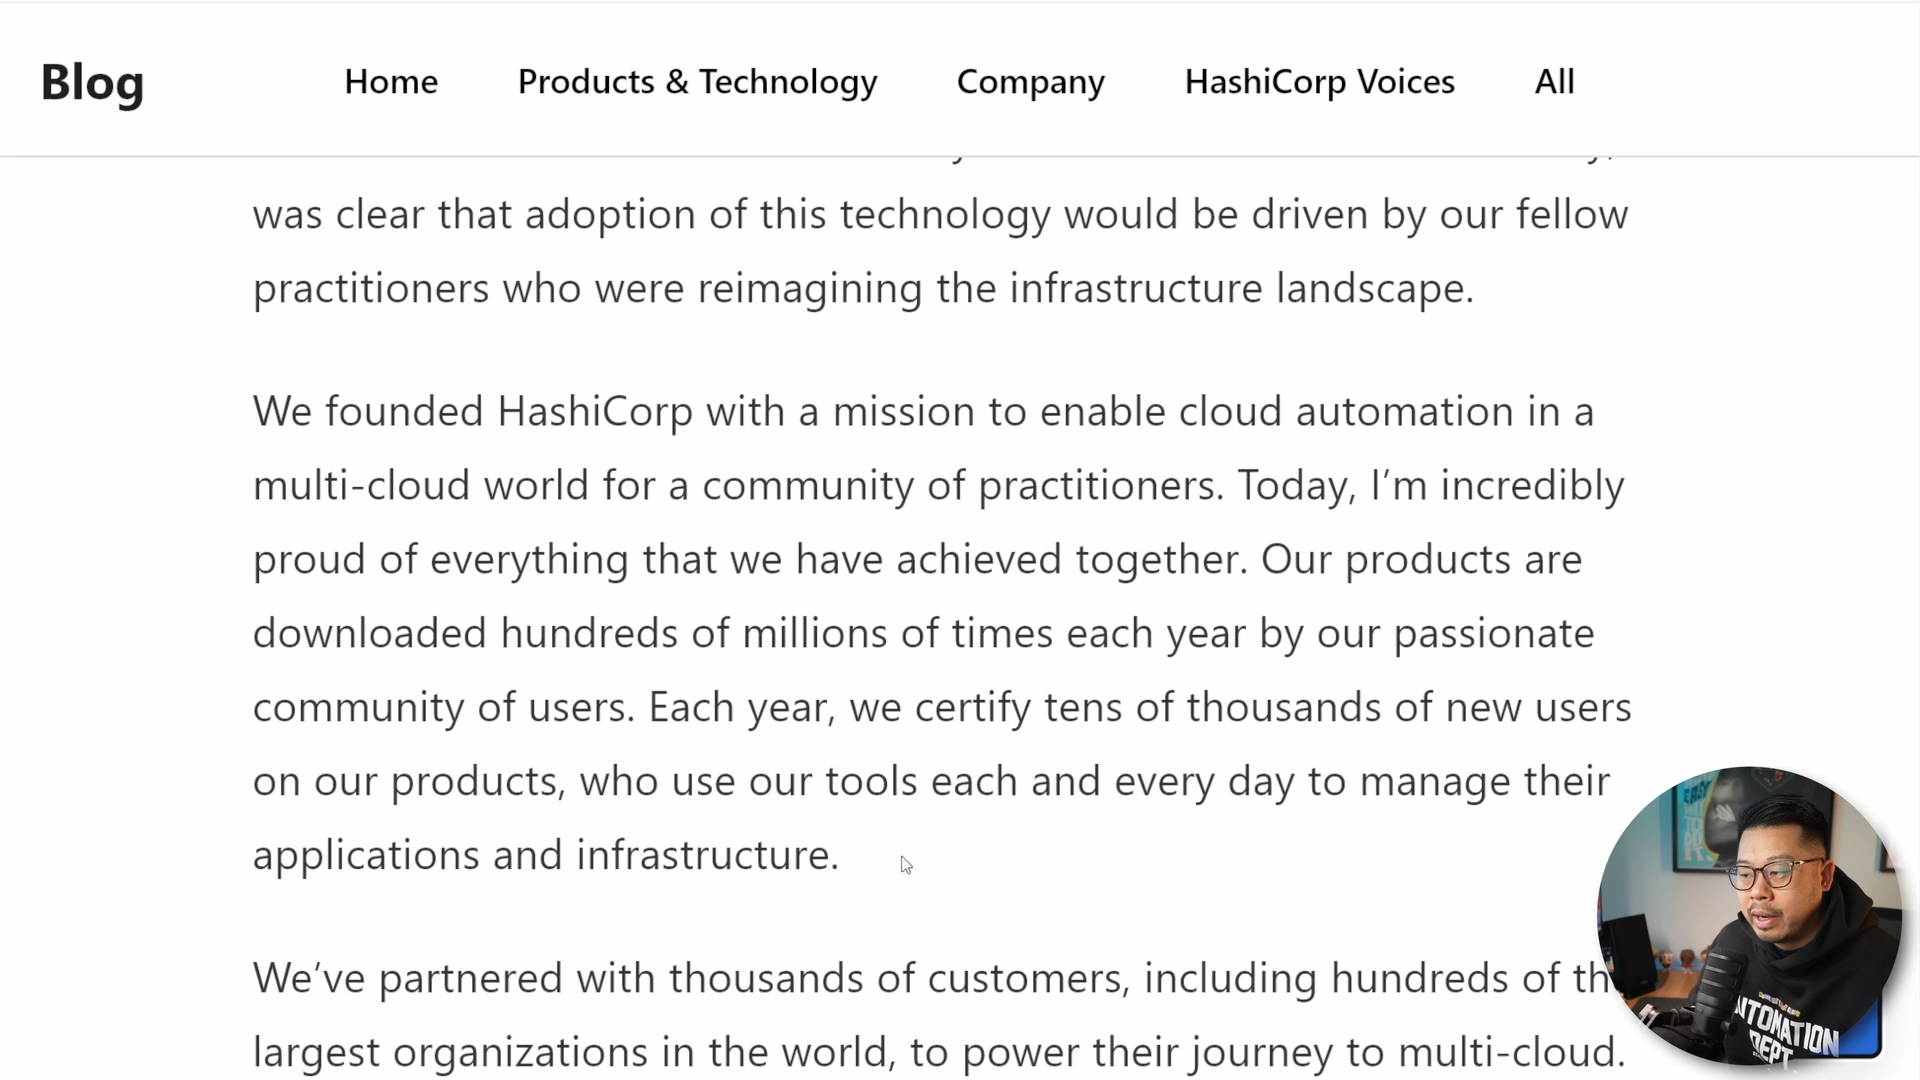 Blog
Home
Products & Technology
Company
HashiCorp Voices
All
was clear that adoption of this technology would be driven by our fellow
practitioners who were reimagining the infrastructure landscape.
We founded HashiCorp with a mission to enable cloud automation in a
multi-cloud world for a community of practitioners. Today, I’m incredibly
proud of everything that we have achieved together. Our products are
downloaded hundreds of millions of times each year by our passionate
community of users. Each year, we certify tens of thousands of new users
on our products, who use our tools each and every day to manage their
applications and infrastructure.
We’ve partnered with thousands of customers, including hundreds of
largest organizations in the world, to power their journey to multi-cloud.
AUTOMATION
DEPT.